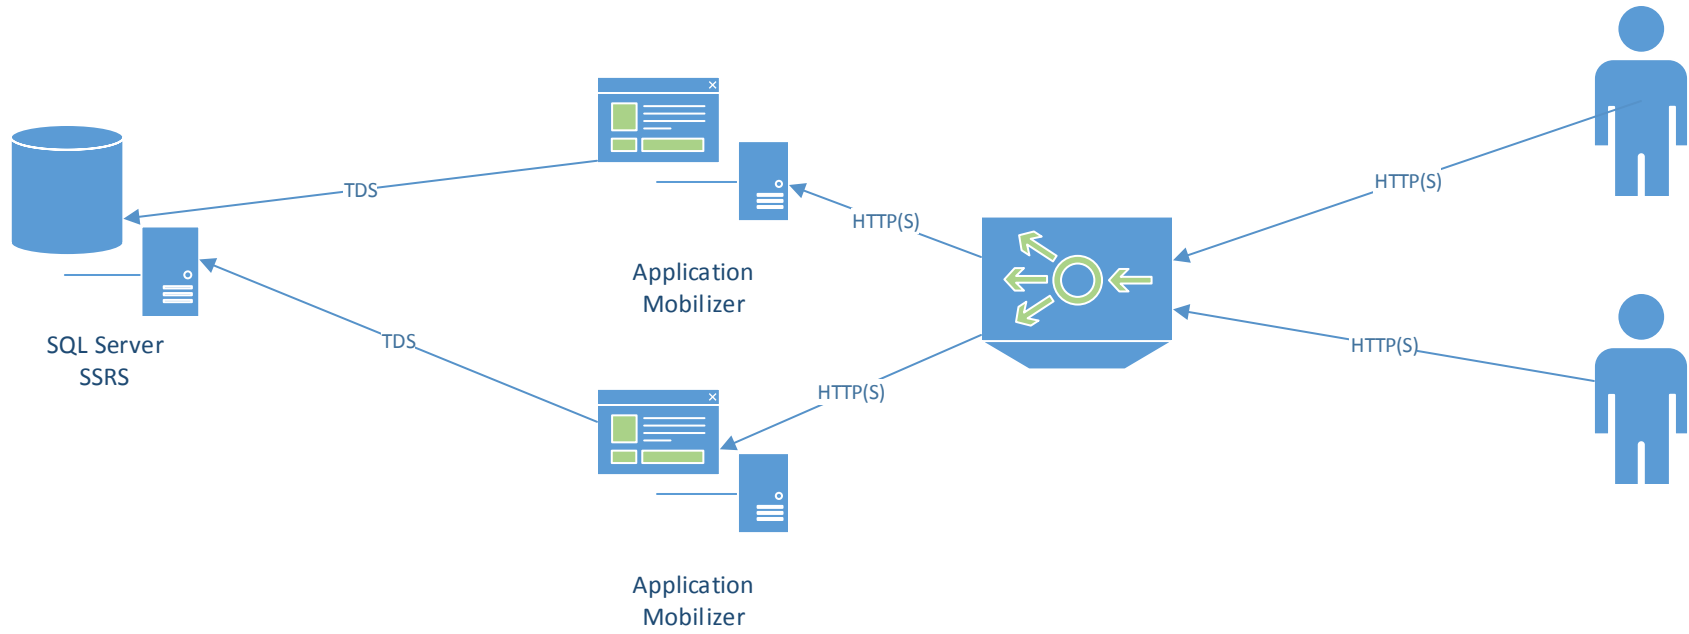 TDS
HTTP(S)
HTTP(S)
Application
Mobilizer
SQL Server
SSRS
TDS
HTTP(S)
HTTP(S)
Application
Mobilizer